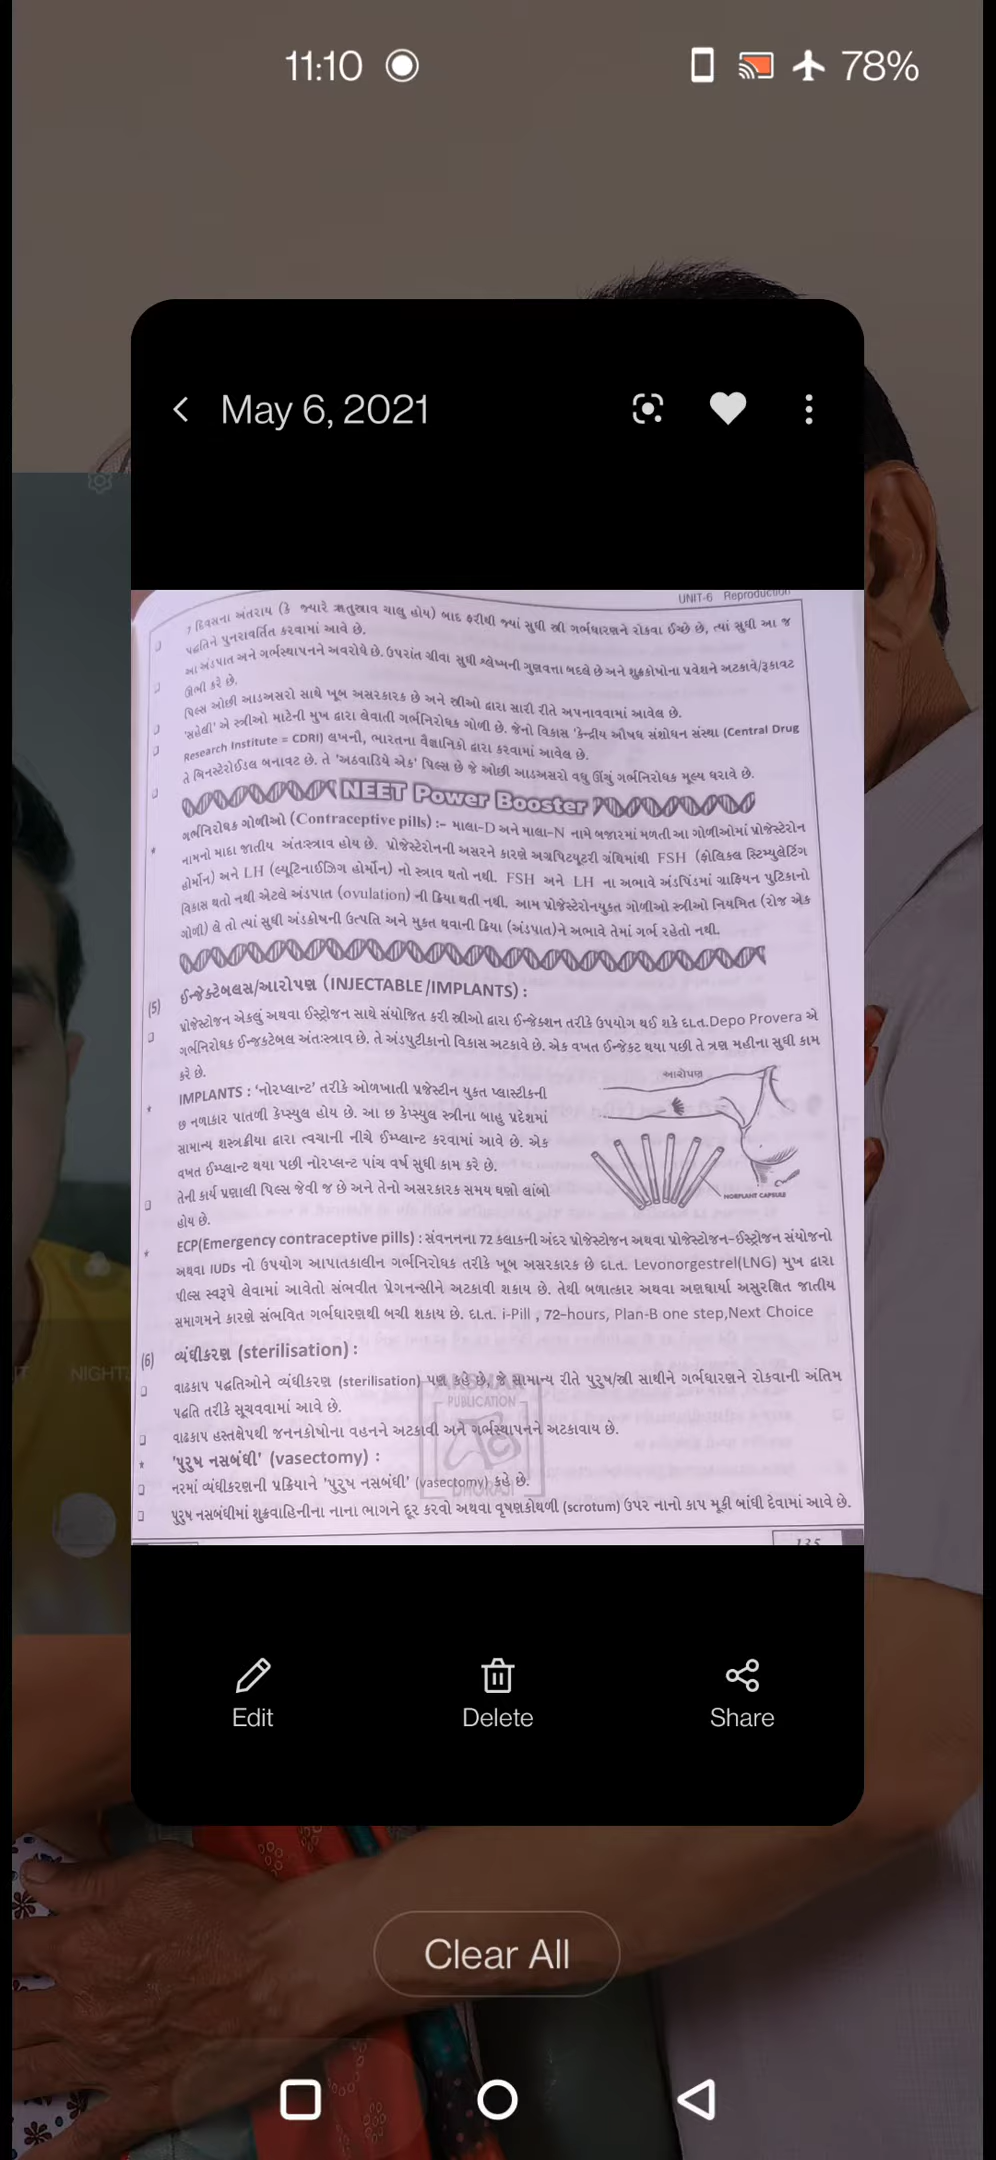 11:10
78%
May 6, 2021
UNIT-6 Reproduction
7 દિવસના અંતરાય (કે જ્યારે ઋતુસ્ત્રાવ ચાલુ હોય) બાદ ફરીથી જ્યાં સુધી સ્ત્રી ગર્ભધારણને રોકવા ઈચ્છે છે, ત્યાં સુધી આ જ
પદ્ધતિને પુનરાવર્તિત કરવામાં આવે છે.
આ અંડપાત અને ગર્ભસ્થાપનને અવરોધે છે. ઉપરાંત ગ્રીવા સુધી શ્લેષ્મની ગુણવત્તા બદલે છે અને શુક્રકોષોના પ્રવેશને અટકાવે/રૂકાવટ
ઊભી કરે છે.
પિલ્સ ઓછી આડઅસરો સાથે ખૂબ અસરકારક છે અને સ્ત્રીઓ દ્વારા સારી રીતે અપનાવવામાં આવેલ છે.
'સહેલી' એ સ્ત્રીઓ માટેની મુખ દ્વારા લેવાતી ગર્ભનિરોધક ગોળી છે. જેનો વિકાસ 'કેન્દ્રીય ઔષધ સંશોધન સંસ્થા (Central Drug
Research Institute = CDRI) લખની, ભારતના વૈજ્ઞાનિકો દ્વારા કરવામાં આવેલ છે.
તે બિનસ્ટેરોઈડલ બનાવટ છે. તે 'અઠવાડિયે એક' પિલ્સ છે જે ઓછી આડઅસરો વધુ ઊંચું ગર્ભનિરોધક મૂલ્ય ધરાવે છે.
NEET Power Booster
* ગર્ભનિરોધક ગોળીઓ (Contraceptive pills) :– માલા-D અને માલા-N નામે બજારમાં મળતી આ ગોળીઓમાં પ્રોજેસ્ટેરોન
નામનો માદા જાતીય અંતઃસ્ત્રાવ હોય છે. પ્રોજેસ્ટેરોનની અસરને કારણે અગ્રપિટયૂટરી ગ્રંથિમાંથી FSH (ફોલિકલ સ્ટિમ્યુલેટિંગ
હોર્મોન) અને LH (લ્યૂટિનાઈઝિંગ હોર્મોન) નો સ્ત્રાવ થતો નથી. FSH અને LH ના અભાવે અંડપિંડમાં ગ્રાફિયન પુટિકાનો
વિકાસ થતો નથી એટલે અંડપાત (ovulation) ની ક્રિયા થતી નથી. આમ પ્રોજેસ્ટેરોનયુક્ત ગોળીઓ સ્ત્રીઓ નિયમિત (રોજ એક
ગોળી) લે તો ત્યાં સુધી અંડકોષની ઉત્પતિ અને મુક્ત થવાની ક્રિયા (અંડપાત)ને અભાવે તેમાં ગર્ભ રહેતો નથી.
(5) ઈન્જેક્ટેબલસ/આરોપણ (INJECTABLE/IMPLANTS) :
પ્રોજેસ્ટોજન એકલું અથવા ઈસ્ટ્રોજન સાથે સંયોજિત કરી સ્ત્રીઓ દ્વારા ઈન્જેકશન તરીકે ઉપયોગ થઈ શકે દા.ત.Depo Provera એ
ગર્ભનિરોધક ઈન્જકટેબલ અંતઃસ્ત્રાવ છે. તે અંડપુટીકાનો વિકાસ અટકાવે છે. એક વખત ઈન્જેકટ થયા પછી તે ત્રણ મહીના સુધી કામ
કરે છે.
આરોપણ
* IMPLANTS : 'નોરપ્લાન્ટ' તરીકે ઓળખાતી પ્રજેસ્ટીન યુક્ત પ્લાસ્ટીકની
છ નળાકાર પાતળી કેપ્સ્યુલ હોય છે. આ છ કેપ્સ્યુલ સ્ત્રીના બાહુ પ્રદેશમાં
સામાન્ય શસ્ત્રક્રીયા દ્વારા ત્વચાની નીચે ઈમ્પ્લાન્ટ કરવામાં આવે છે. એક
વખત ઈમ્પ્લાન્ટ થયા પછી નોરપ્લન્ટ પાંચ વર્ષ સુધી કામ કરે છે.
NORPLANT CAPSULE
તેની કાર્ય પ્રણાલી પિલ્સ જેવી જ છે અને તેનો અસરકારક સમય ઘણો લાંબો
હોય છે.
* ECP(Emergency contraceptive pills) : સંવનનના 72 કલાકની અંદર પ્રોજેસ્ટોજન અથવા પ્રોજેસ્ટોજન-ઈસ્ટ્રોજન સંયોજનો
અથવા IUDs નો ઉપયોગ આપાતકાલીન ગર્ભનિરોધક તરીકે ખૂબ અસરકારક છે દા.ત. Levonorgestrel(LNG) મુખ દ્વારા
પીલ્સ સ્વરૂપે લેવામાં આવેતો સંભવીત પ્રેગનન્સીને અટકાવી શકાય છે. તેથી બળાત્કાર અથવા અણધાર્યા અસુરક્ષિત જાતીય
સમાગમને કારણે સંભવિત ગર્ભધારણથી બચી શકાય છે. દા.ત. i-Pill , 72-hours, Plan-B one step,Next Choice
(6) વ્યંધીકરણ (sterilisation) :
વાઢકાપ પદ્ધતિઓને વ્યંધીકરણ (sterilisation) પણ કહે છે, જે સામાન્ય રીતે પુરુષ/સ્ત્રી સાથીને ગર્ભધારણને રોકવાની અંતિમ
પદ્ધતિ તરીકે સૂચવવામાં આવે છે.
વાઢકાપ હસ્તક્ષેપથી જનનકોષોના વહનને અટકાવી અને ગર્ભસ્થાપનને અટકાવાય છે.
* 'પુરુષ નસબંધી' (vasectomy) :
નરમાં વ્યંધીકરણની પ્રક્રિયાને 'પુરુષ નસબંધી' (vasectomy) કહે છે.
પુરુષ નસબંધીમાં શુક્રવાહિનીના નાના ભાગને દૂર કરવો અથવા વૃષણકોથળી (scrotum) ઉપર નાનો કાપ મૂકી બાંધી દેવામાં આવે છે.
AKSHAR
PUBLICATION
DHORAJI
135
NIGHT
Edit
Delete
Share
Clear All